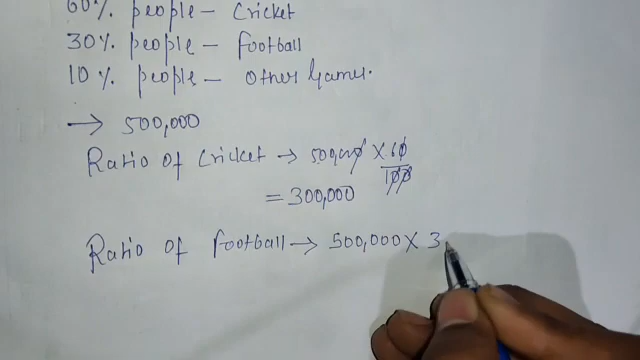 60% people - Cricket
30% people - football
10% people - Other Games.
→ 500,000
Ratio of Cricket → 500,000 × 60
100
= 300,000
Ratio of football → 500,000 × 3